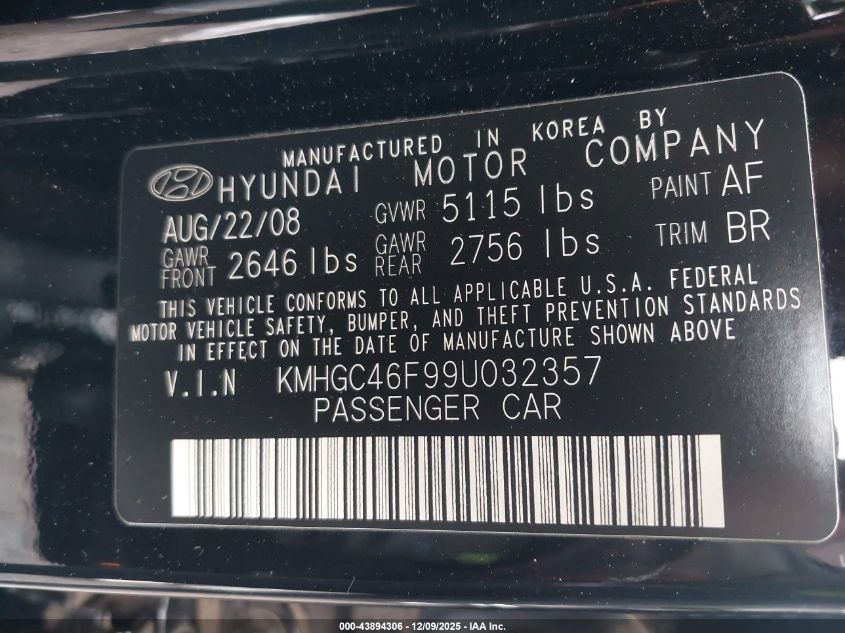 MANUFACTURED IN KOREA BY
HYUNDAI MOTOR COMPANY
AUG/22/08 GVWR 5115 lbs PAINT AF
GAWR FRONT 2646 lbs GAWR REAR 2756 lbs TRIM BR
THIS VEHICLE CONFORMS TO ALL APPLICABLE U.S.A. FEDERAL
MOTOR VEHICLE SAFETY, BUMPER, AND THEFT PREVENTION STANDARDS
IN EFFECT ON THE DATE OF MANUFACTURE SHOWN ABOVE
V.I.N KMHGC46F99U032357
PASSENGER CAR
000-43894306 - 12/09/2025 - IAA Inc.